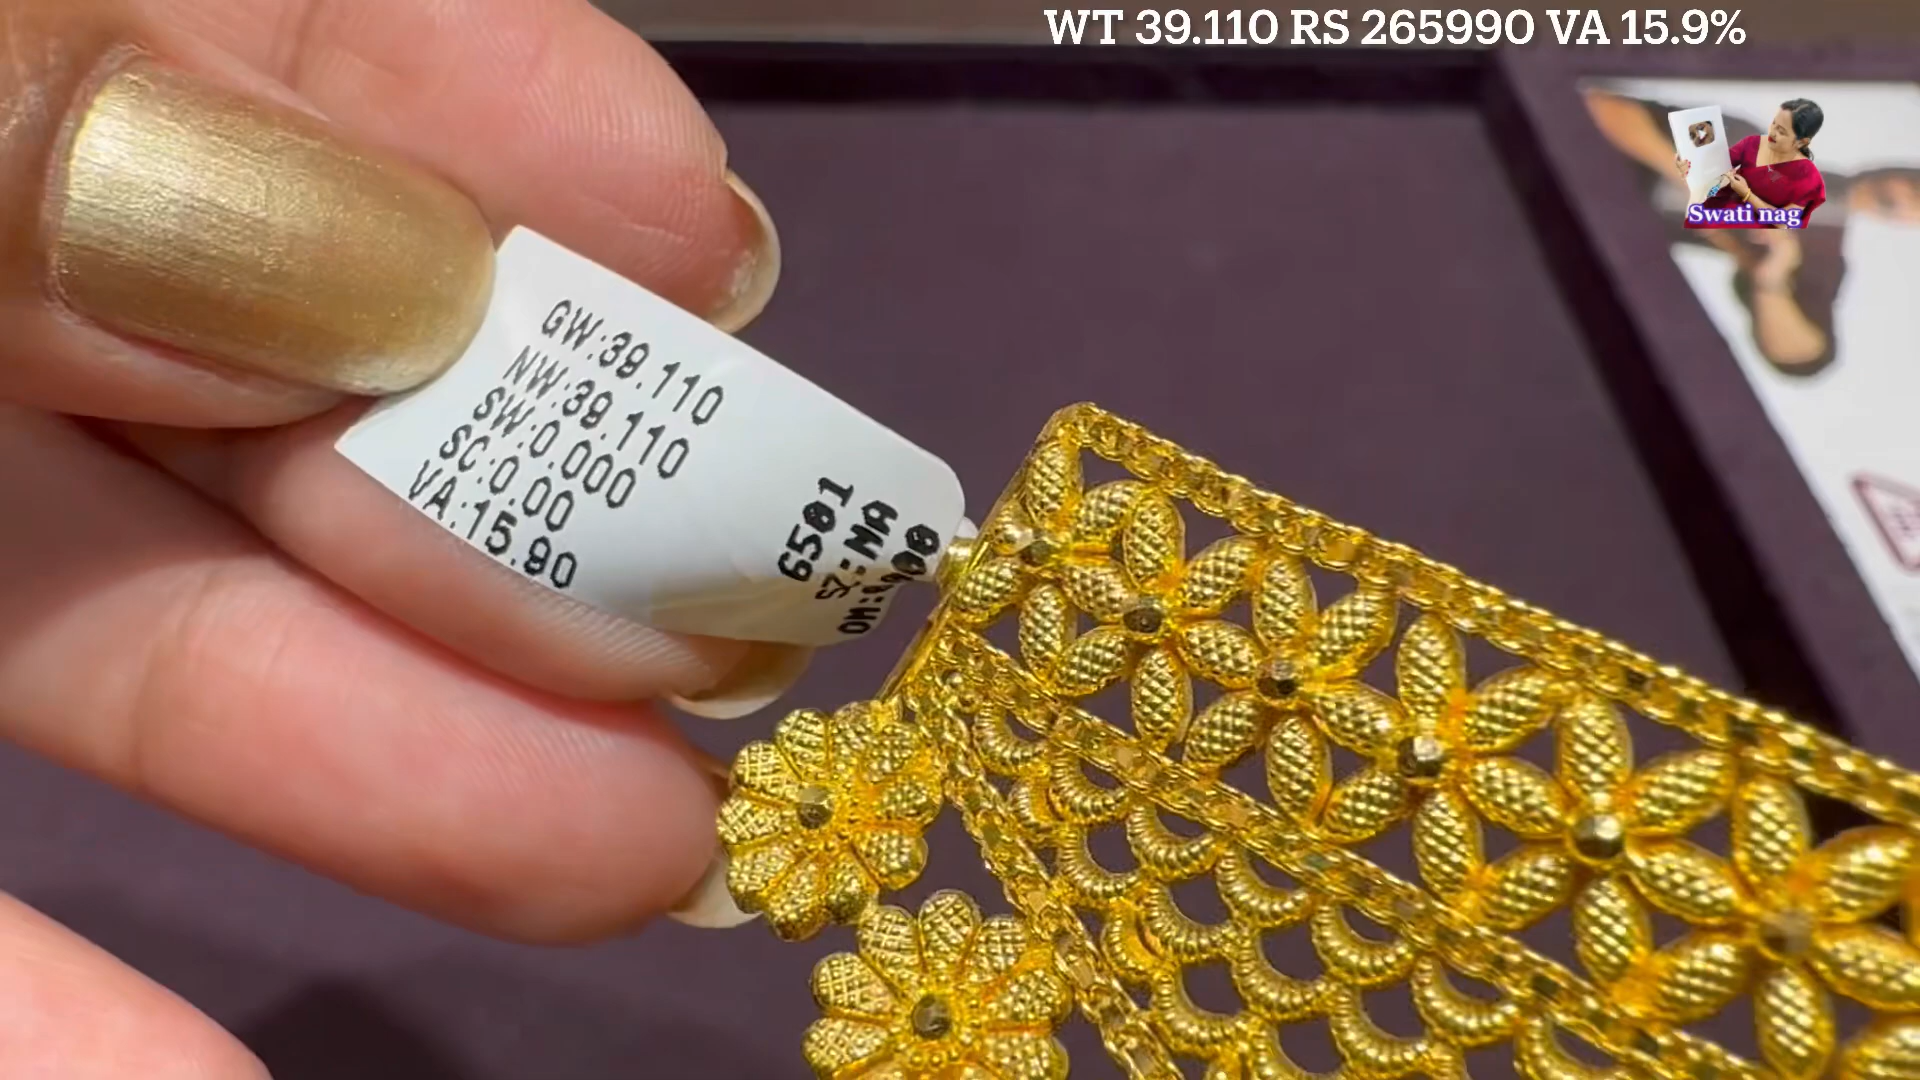 WT 39.110 RS 265990 VA 15.9%
Swati nag
GW:39.110
NW:39.110
SW:0.000
SC:0.00
VA:15.90
6501
SZ:NA